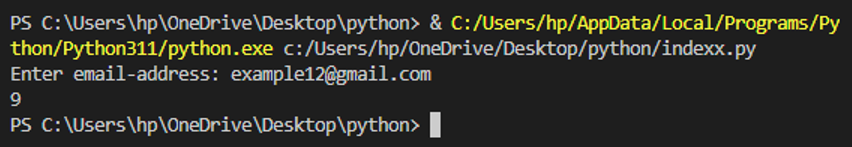 PS C:\Users\hp\OneDrive\Desktop\python> & C:/Users/hp/AppData/Local/Programs/Py
thon/Python311/python.exe c:/Users/hp/OneDrive/Desktop/python/indexx.py
Enter email-address: example12@gmail.com
9
PS C:\Users\hp\OneDrive\Desktop\python>